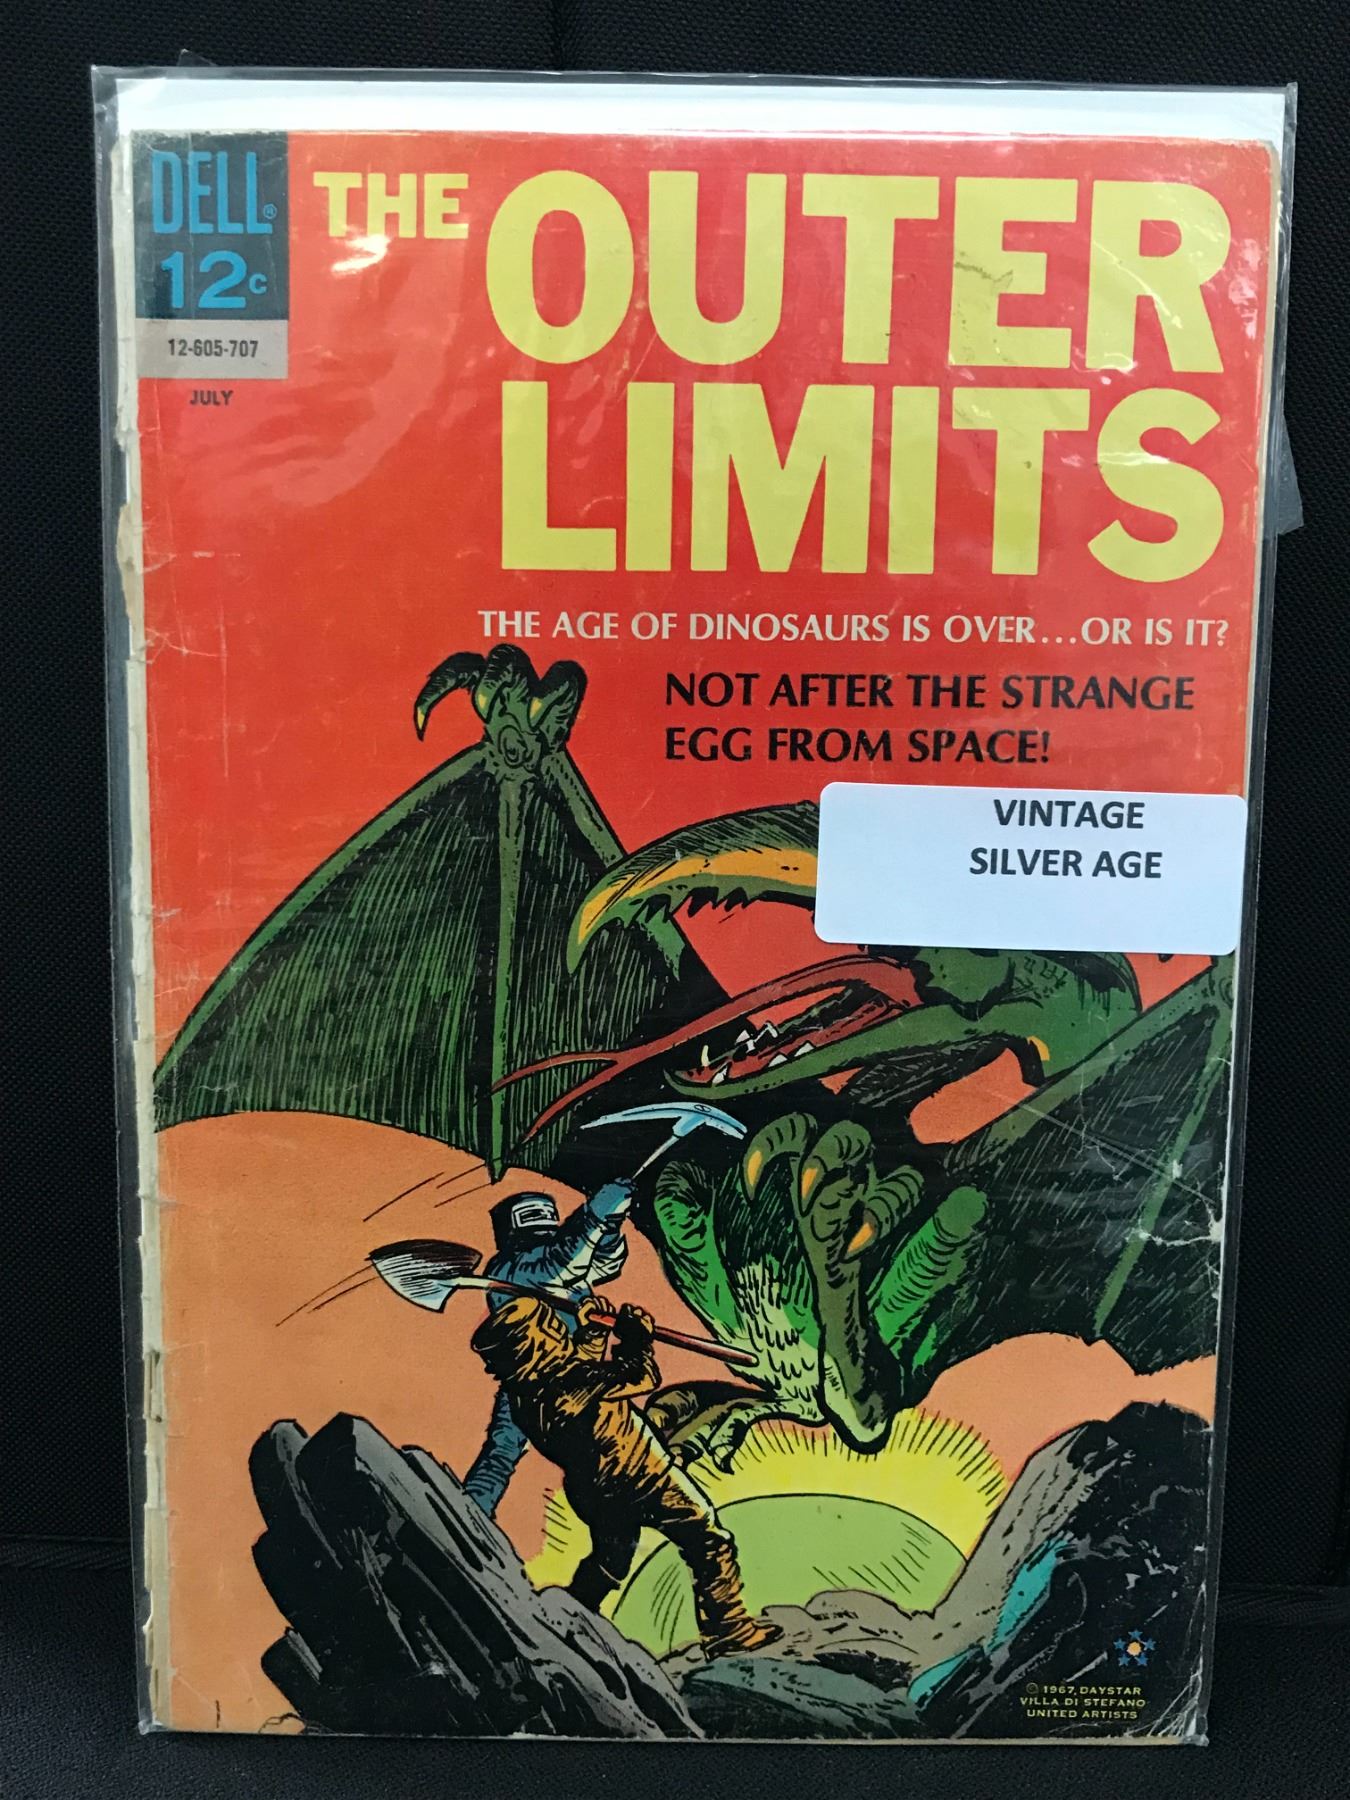 DELL®
12c
12-605-707
JULY
THE OUTER
LIMITS
THE AGE OF DINOSAURS IS OVER...OR IS IT?
NOT AFTER THE STRANGE
EGG FROM SPACE!
VINTAGE
SILVER AGE
© 1967, DAYSTAR
VILLA DI STEFANO
UNITED ARTISTS